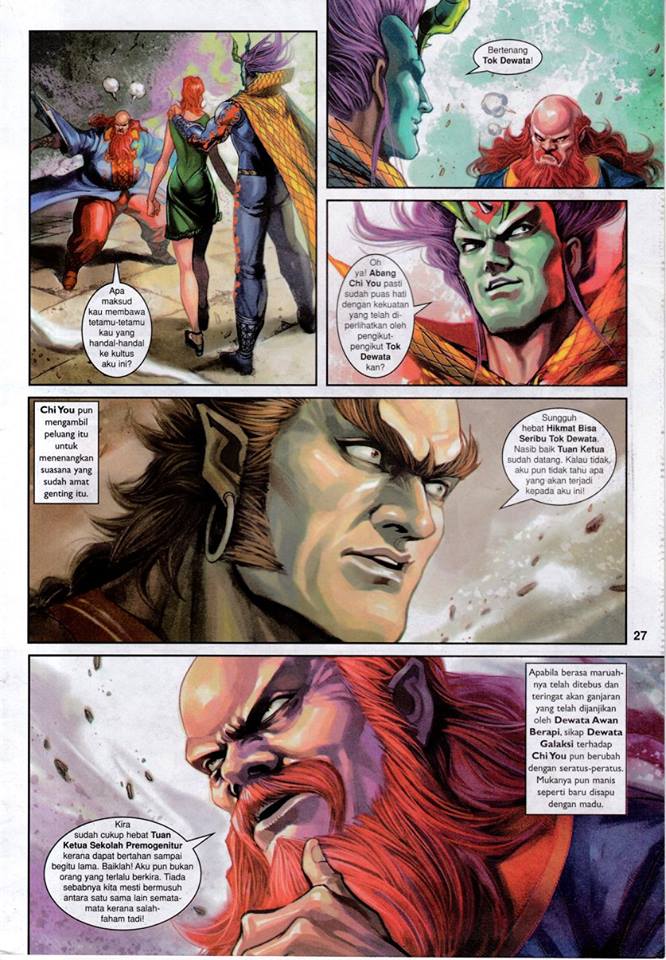 Apa
maksud
kau membawa
tetamu-tetamu
kau yang
handal-handal
ke kultus
aku ini?
Bertenang
Tok Dewata!
Oh
ya! Abang
Chi You pasti
sudah puas hati
dengan kekuatan
yang telah di-
perlihatkan oleh
pengikut-
pengikut Tok
Dewata
kan?
Chi You pun
mengambil
peluang itu
untuk
menenangkan
suasana yang
sudah amat
genting itu.
Sungguh
hebat Hikmat Bisa
Seribu Tok Dewata.
Nasib baik Tuan Ketua
sudah datang. Kalau tidak,
aku pun tidak tahu apa
yang akan terjadi
kepada aku ini!
27
Apabila berasa maruah-
nya telah ditebus dan
teringat akan ganjaran
yang telah dijanjikan
oleh Dewata Awan
Berapi, sikap Dewata
Galaksi terhadap
Chi You pun berubah
dengan seratus-peratus.
Mukanya pun manis
seperti baru disapu
dengan madu.
Kira
sudah cukup hebat Tuan
Ketua Sekolah Premogenitur
kerana dapat bertahan sampai
begitu lama. Baiklah! Aku pun bukan
orang yang terlalu berkira. Tiada
sebabnya kita mesti bermusuh
antara satu sama lain semata-
mata kerana salah-
faham tadi!